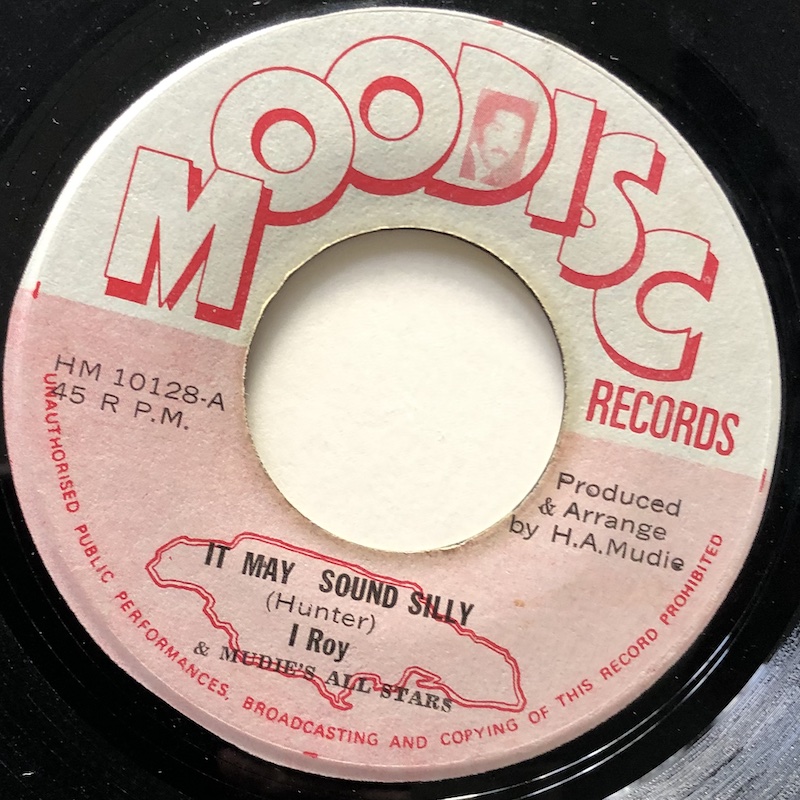 MOODISC
RECORDS
HM 10128-A
45 R P.M.
Produced
& Arrange
by H.A.Mudie
IT MAY SOUND SILLY
(Hunter)
I Roy
& MUDIE'S ALL STARS
UNAUTHORISED PUBLIC PERFORMANCES, BROADCASTING AND COPYING OF THIS RECORD PROHIBITED